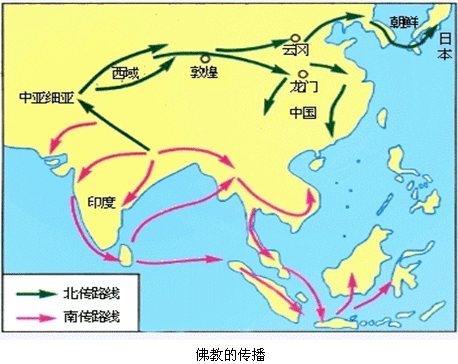 朝鲜
日本
云冈
西域
敦煌
龙门
中亚细亚
中国
印度
北传路线
南传路线
佛教的传播